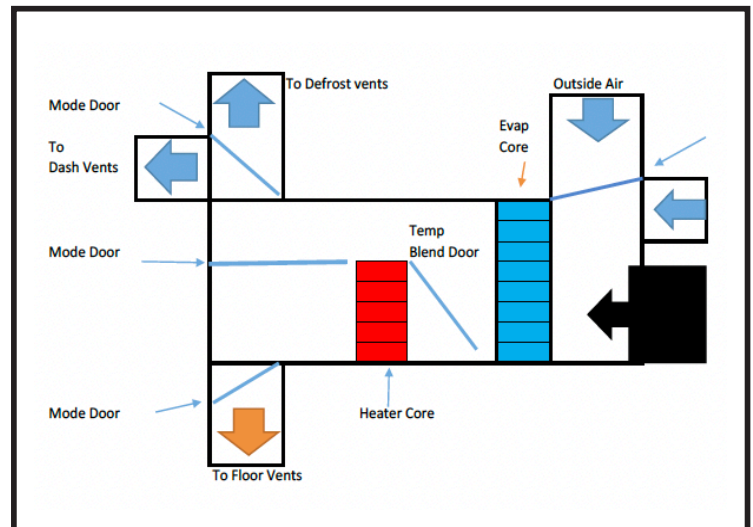 To Defrost vents
Outside Air
Mode Door
Evap
Core
To
Dash Vents
Temp
Blend Door
Mode Door
Mode Door
Heater Core
To Floor Vents